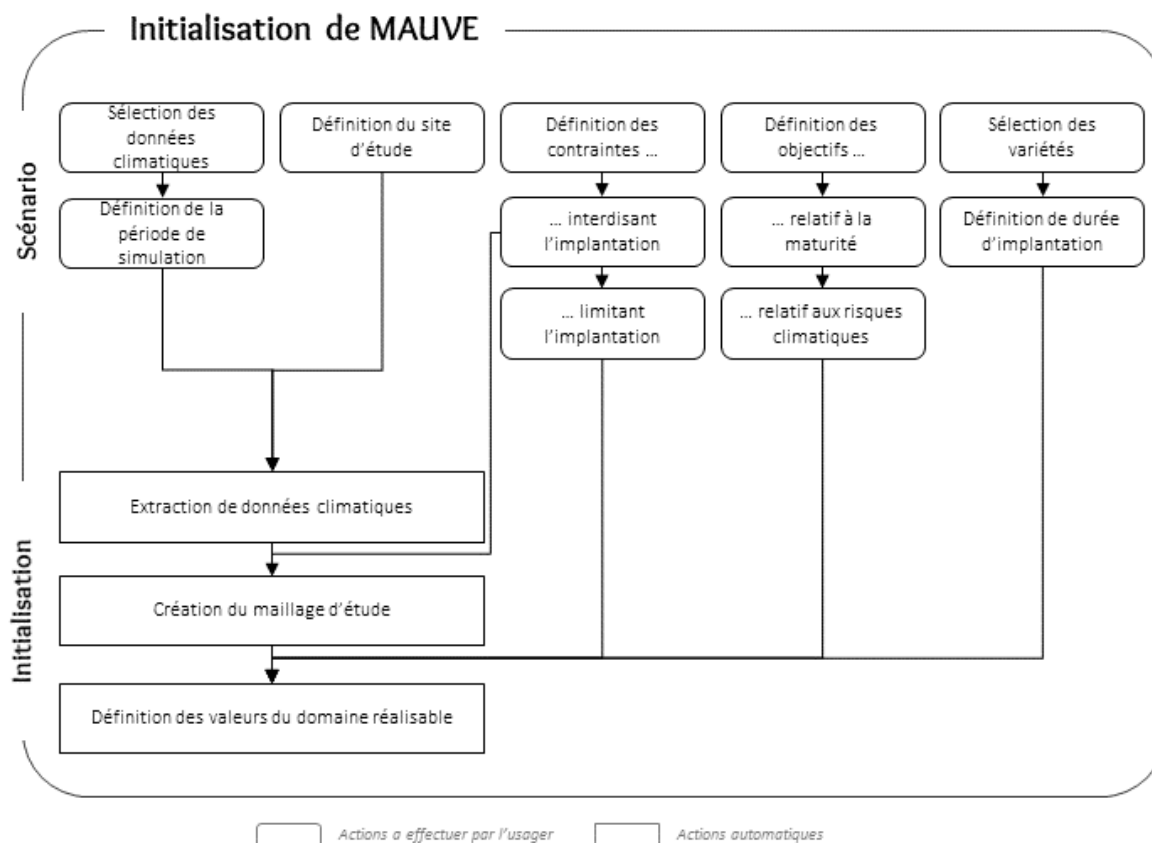 Initialisation de MAUVE
Scénario
Sélection des
données
climatiques
Définition du site
d'étude
Définition des
contraintes ...
Définition des
objectifs ...
Sélection des
variétés
Définition de la
période de
simulation
... interdisant
l'implantation
... relatif à la
maturité
Définition de durée
d'implantation
... limitant
l'implantation
... relatif aux risques
climatiques
Initialisation
Extraction de données climatiques
Création du maillage d'étude
Définition des valeurs du domaine réalisable
Actions a effectuer par l'usager
Actions automatiques